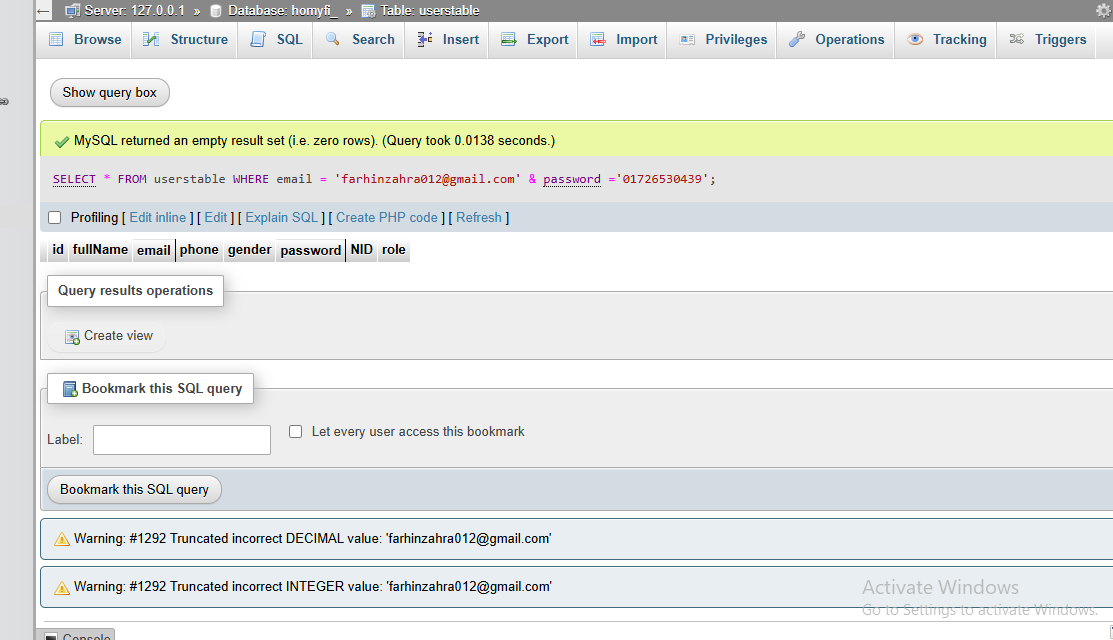 Server: 127.0.0.1 » Database: homyfi_ » Table: userstable
Browse Structure SQL Search Insert Export Import Privileges Operations Tracking Triggers
Show query box
MySQL returned an empty result set (i.e. zero rows). (Query took 0.0138 seconds.)
SELECT * FROM userstable WHERE email = 'farhinzahra012@gmail.com' & password ='01726530439';
Profiling [ Edit inline ] [ Edit ] [ Explain SQL ] [ Create PHP code ] [ Refresh ]
id fullName email phone gender password NID role
Query results operations
Create view
Bookmark this SQL query
Label: Let every user access this bookmark
Bookmark this SQL query
Warning: #1292 Truncated incorrect DECIMAL value: 'farhinzahra012@gmail.com'
Warning: #1292 Truncated incorrect INTEGER value: 'farhinzahra012@gmail.com'
Activate Windows
Go to Settings to activate Windows.
Console